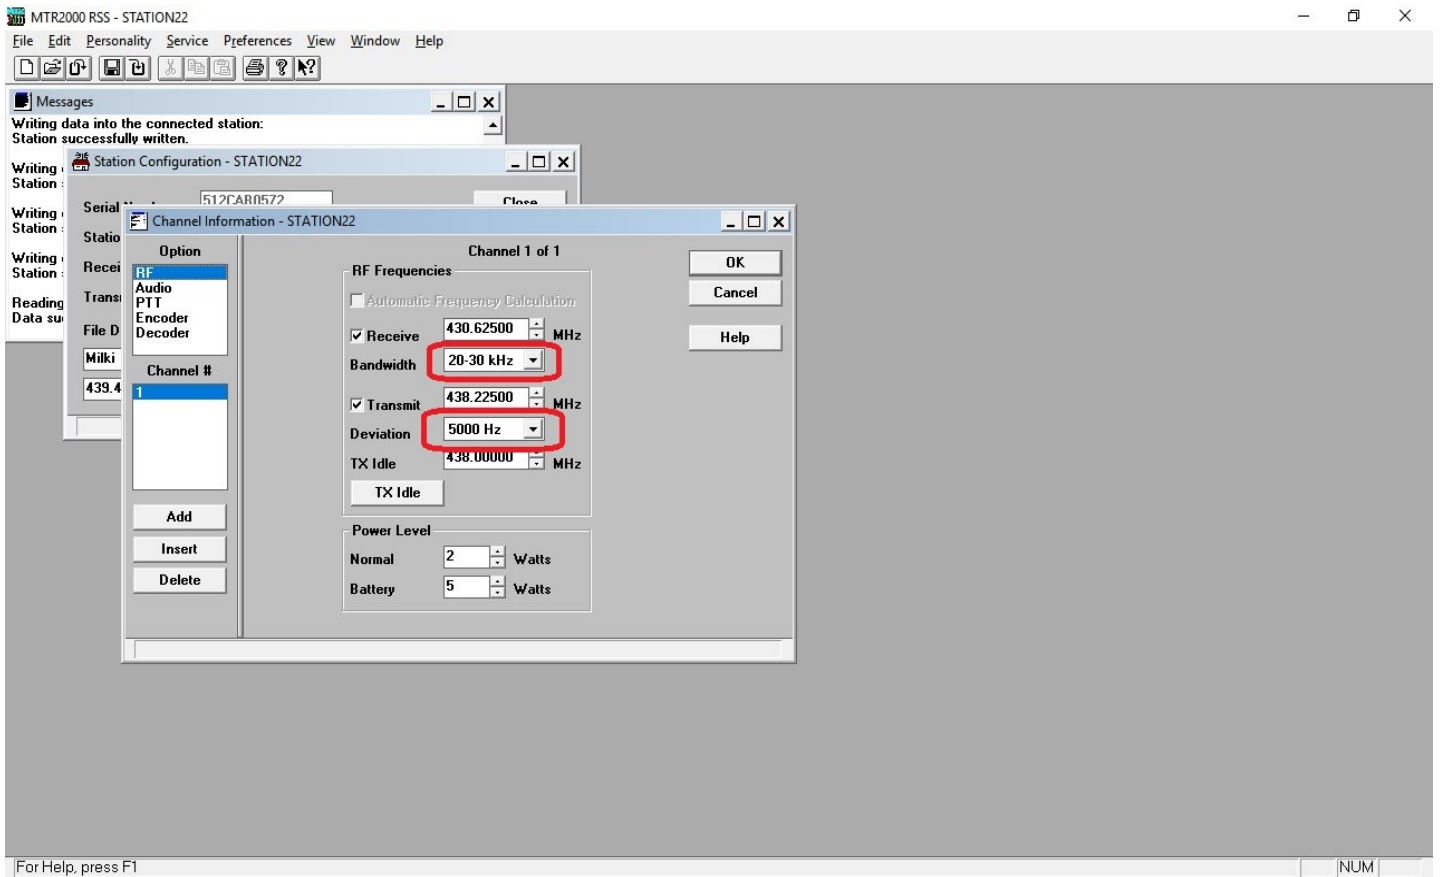 MTR2000 RSS - STATION22
File Edit Personality Service Preferences View Window Help
Messages
Writing data into the connected station:
Station successfully written.
Writing
Station
Writing
Station
Writing
Station
Reading
Data su
Station Configuration - STATION22
Serial
512CAB0572
Close
Statio
Recei
Transi
File D
Milki
439.4
Channel Information - STATION22
Option
RF
Audio
PTT
Encoder
Decoder
Channel #
1
Add
Insert
Delete
Channel 1 of 1
RF Frequencies
Automatic Frequency Calculation
Receive 430.62500 MHz
Bandwidth 20-30 kHz
Transmit 438.22500 MHz
Deviation 5000 Hz
TX Idle 438.00000 MHz
TX Idle
Power Level
Normal 2 Watts
Battery 5 Watts
OK
Cancel
Help
For Help, press F1
NUM